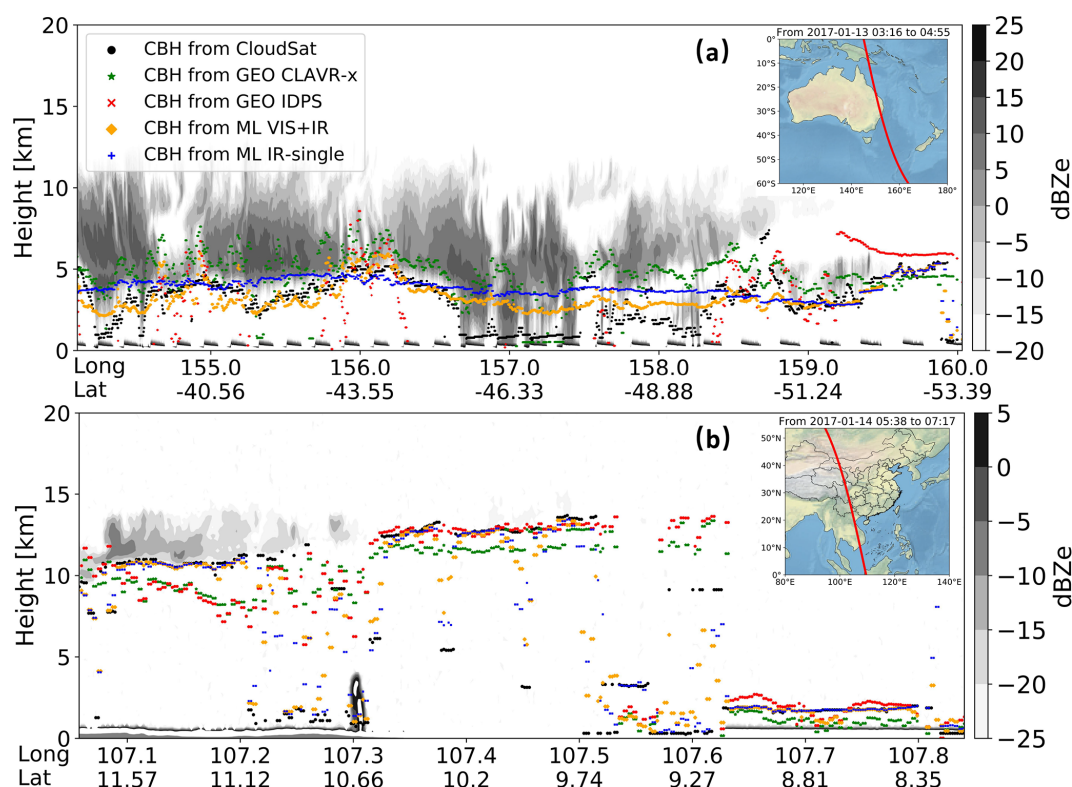 20
15
10
5
0
Height [km]
CBH from CloudSat
CBH from GEO CLAVR-x
CBH from GEO IDPS
CBH from ML VIS+IR
CBH from ML IR-single
(a)
From 2017-01-13 03:16 to 04:55
0°
10°S
20°S
30°S
40°S
50°S
60°S
120°E 140°E 160°E 180°
25
20
15
10
5
0
−5
−10
−15
−20
dBZe
Long 155.0 156.0 157.0 158.0 159.0 160.0
Lat -40.56 -43.55 -46.33 -48.88 -51.24 -53.39
20
15
10
5
0
Height [km]
(b)
From 2017-01-14 05:38 to 07:17
50°N
40°N
30°N
20°N
10°N
0°
80°E 100°E 120°E 140°E
5
0
−5
−10
−15
−20
−25
dBZe
Long 107.1 107.2 107.3 107.4 107.5 107.6 107.7 107.8
Lat 11.57 11.12 10.66 10.2 9.74 9.27 8.81 8.35